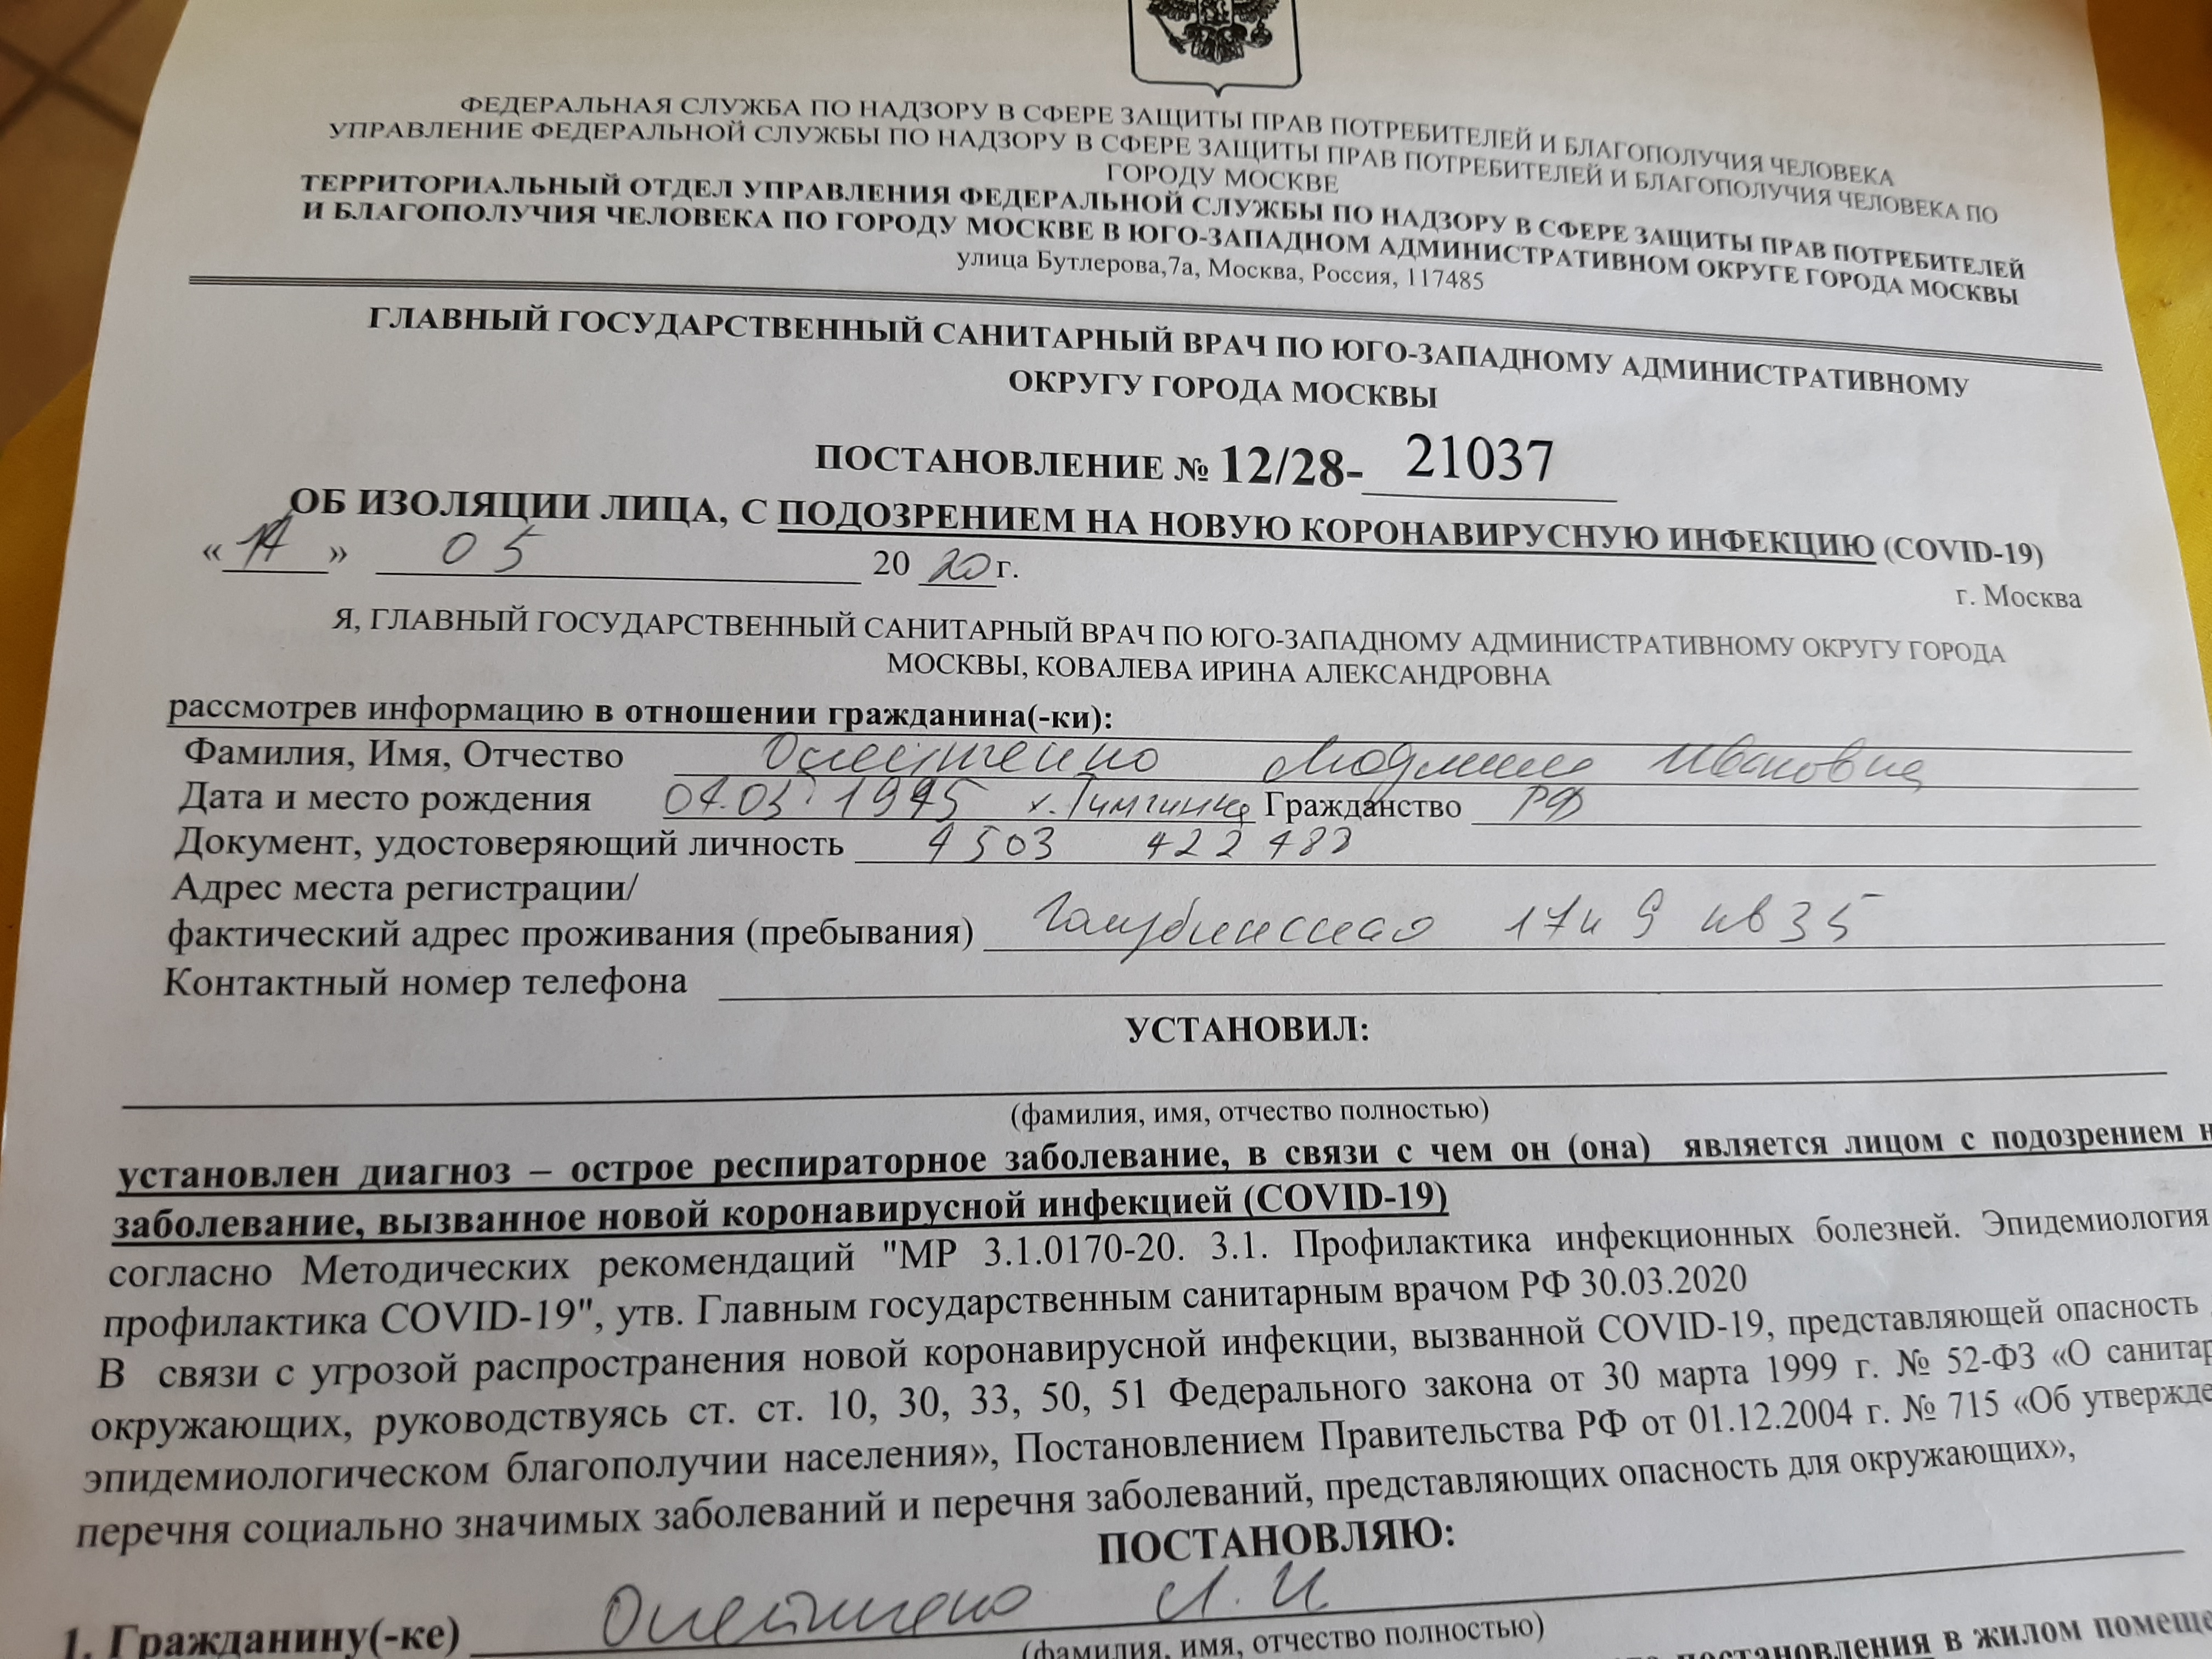 ФЕДЕРАЛЬНАЯ СЛУЖБА ПО НАДЗОРУ В СФЕРЕ ЗАЩИТЫ ПРАВ ПОТРЕБИТЕЛЕЙ И БЛАГОПОЛУЧИЯ ЧЕЛОВЕКА
УПРАВЛЕНИЕ ФЕДЕРАЛЬНОЙ СЛУЖБЫ ПО НАДЗОРУ В СФЕРЕ ЗАЩИТЫ ПРАВ ПОТРЕБИТЕЛЕЙ И БЛАГОПОЛУЧИЯ ЧЕЛОВЕКА ПО
ГОРОДУ МОСКВЕ
ТЕРРИТОРИАЛЬНЫЙ ОТДЕЛ УПРАВЛЕНИЯ ФЕДЕРАЛЬНОЙ СЛУЖБЫ ПО НАДЗОРУ В СФЕРЕ ЗАЩИТЫ ПРАВ ПОТРЕБИТЕЛЕЙ
И БЛАГОПОЛУЧИЯ ЧЕЛОВЕКА ПО ГОРОДУ МОСКВЕ В ЮГО-ЗАПАДНОМ АДМИНИСТРАТИВНОМ ОКРУГЕ ГОРОДА МОСКВЫ
улица Бутлерова,7а, Москва, Россия, 117485
ГЛАВНЫЙ ГОСУДАРСТВЕННЫЙ САНИТАРНЫЙ ВРАЧ ПО ЮГО-ЗАПАДНОМУ АДМИНИСТРАТИВНОМУ
ОКРУГУ ГОРОДА МОСКВЫ
ПОСТАНОВЛЕНИЕ № 12/28- 21037
ОБ ИЗОЛЯЦИИ ЛИЦА, С ПОДОЗРЕНИЕМ НА НОВУЮ КОРОНАВИРУСНУЮ ИНФЕКЦИЮ (COVID-19)
« » 05 20 20 г.
г. Москва
Я, ГЛАВНЫЙ ГОСУДАРСТВЕННЫЙ САНИТАРНЫЙ ВРАЧ ПО ЮГО-ЗАПАДНОМУ АДМИНИСТРАТИВНОМУ ОКРУГУ ГОРОДА
МОСКВЫ, КОВАЛЕВА ИРИНА АЛЕКСАНДРОВНА
рассмотрев информацию в отношении гражданина(-ки):
Фамилия, Имя, Отчество Людмила Ивановна
Дата и место рождения Гражданство РФ
Документ, удостоверяющий личность 4503
Адрес места регистрации/
фактический адрес проживания (пребывания) Голубинская 17 к 9 кв 35
Контактный номер телефона
УСТАНОВИЛ:
(фамилия, имя, отчество полностью)
установлен диагноз – острое респираторное заболевание, в связи с чем он (она) является лицом с подозрением н
заболевание, вызванное новой коронавирусной инфекцией (COVID-19)
согласно Методических рекомендаций "МР 3.1.0170-20. 3.1. Профилактика инфекционных болезней. Эпидемиология
профилактика COVID-19", утв. Главным государственным санитарным врачом РФ 30.03.2020
В связи с угрозой распространения новой коронавирусной инфекции, вызванной COVID-19, представляющей опасность
окружающих, руководствуясь ст. ст. 10, 30, 33, 50, 51 Федерального закона от 30 марта 1999 г. № 52-ФЗ «О санитар
эпидемиологическом благополучии населения», Постановлением Правительства РФ от 01.12.2004 г. № 715 «Об утвержде
перечня социально значимых заболеваний и перечня заболеваний, представляющих опасность для окружающих»,
ПОСТАНОВЛЯЮ:
1. Гражданину(-ке) Л.И.
(фамилия, имя, отчество полностью)
постановления в жилом помеще